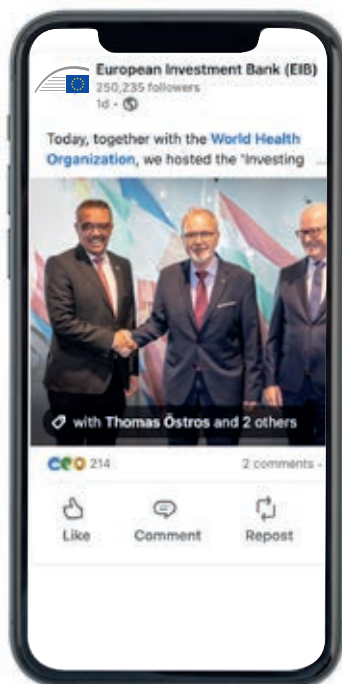 European Investment Bank (EIB)
250,235 followers
1d •
Today, together with the World Health
Organization, we hosted the "Investing ...
with Thomas Östros and 2 others
214
2 comments •
Like
Comment
Repost